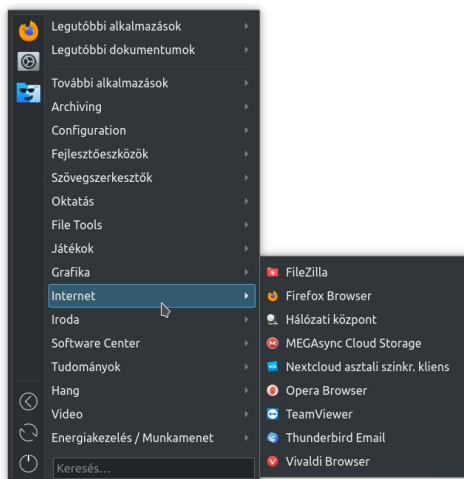 Legutóbbi alkalmazások
Legutóbbi dokumentumok
További alkalmazások
Archiving
Configuration
Fejlesztőeszközök
Szövegszerkesztők
Oktatás
File Tools
Játékok
Grafika
Internet
Iroda
Software Center
Tudományok
Hang
Video
Energiakezelés / Munkamenet
Keresés...
FileZilla
Firefox Browser
Hálózati központ
MEGAsync Cloud Storage
Nextcloud asztali szinkr. kliens
Opera Browser
TeamViewer
Thunderbird Email
Vivaldi Browser